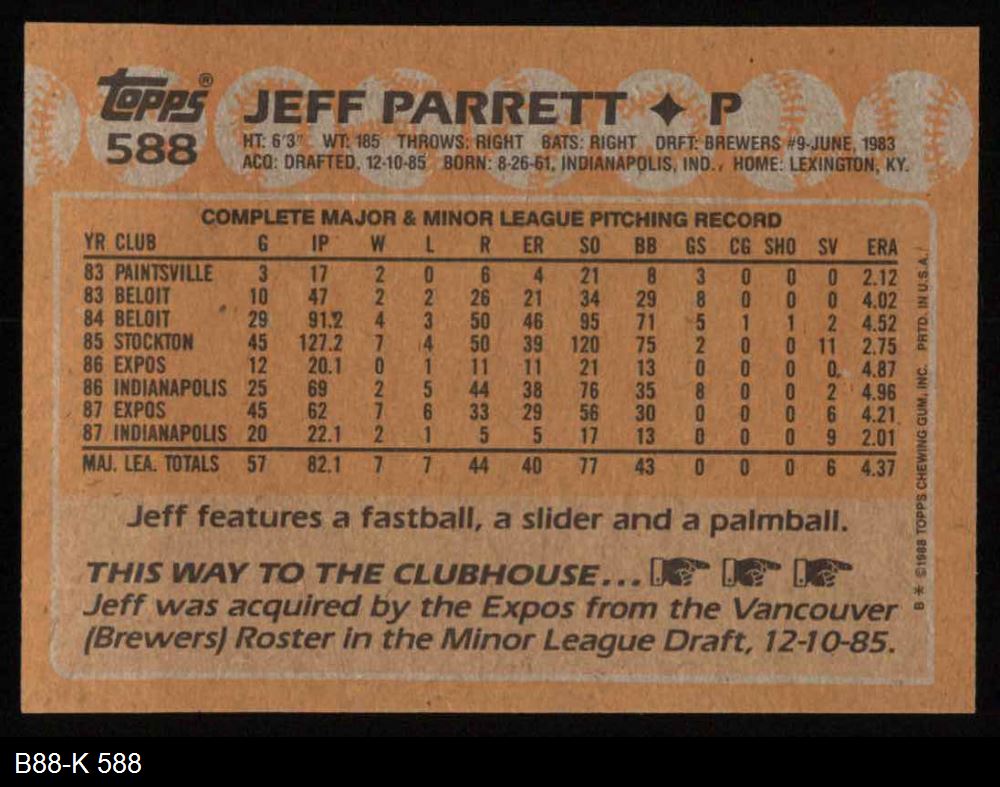 Topps®
588
JEFF PARRETT ✦ P
HT: 6'3" WT: 185 THROWS: RIGHT BATS: RIGHT DRFT: BREWERS #9-JUNE, 1983
ACQ: DRAFTED, 12-10-85 BORN: 8-26-61, INDIANAPOLIS, IND., HOME: LEXINGTON, KY.
COMPLETE MAJOR & MINOR LEAGUE PITCHING RECORD
YR CLUB G IP W L R ER SO BB GS CG SHO SV ERA
83 PAINTSVILLE 3 17 2 0 6 4 21 8 3 0 0 0 2.12
83 BELOIT 10 47 2 2 26 21 34 29 8 0 0 0 4.02
84 BELOIT 29 91.2 4 3 50 46 95 71 5 1 1 2 4.52
85 STOCKTON 45 127.2 7 4 50 39 120 75 2 0 0 11 2.75
86 EXPOS 12 20.1 0 1 11 11 21 13 0 0 0 0 4.87
86 INDIANAPOLIS 25 69 2 5 44 38 76 35 8 0 0 2 4.96
87 EXPOS 45 62 7 6 33 29 56 30 0 0 0 6 4.21
87 INDIANAPOLIS 20 22.1 2 1 5 5 17 13 0 0 0 9 2.01
MAJ. LEA. TOTALS 57 82.1 7 7 44 40 77 43 0 0 0 6 4.37
Jeff features a fastball, a slider and a palmball.
THIS WAY TO THE CLUBHOUSE...
Jeff was acquired by the Expos from the Vancouver
(Brewers) Roster in the Minor League Draft, 12-10-85.
B * ©1988 TOPPS CHEWING GUM, INC. PRTD. IN U.S.A.
B88-K 588